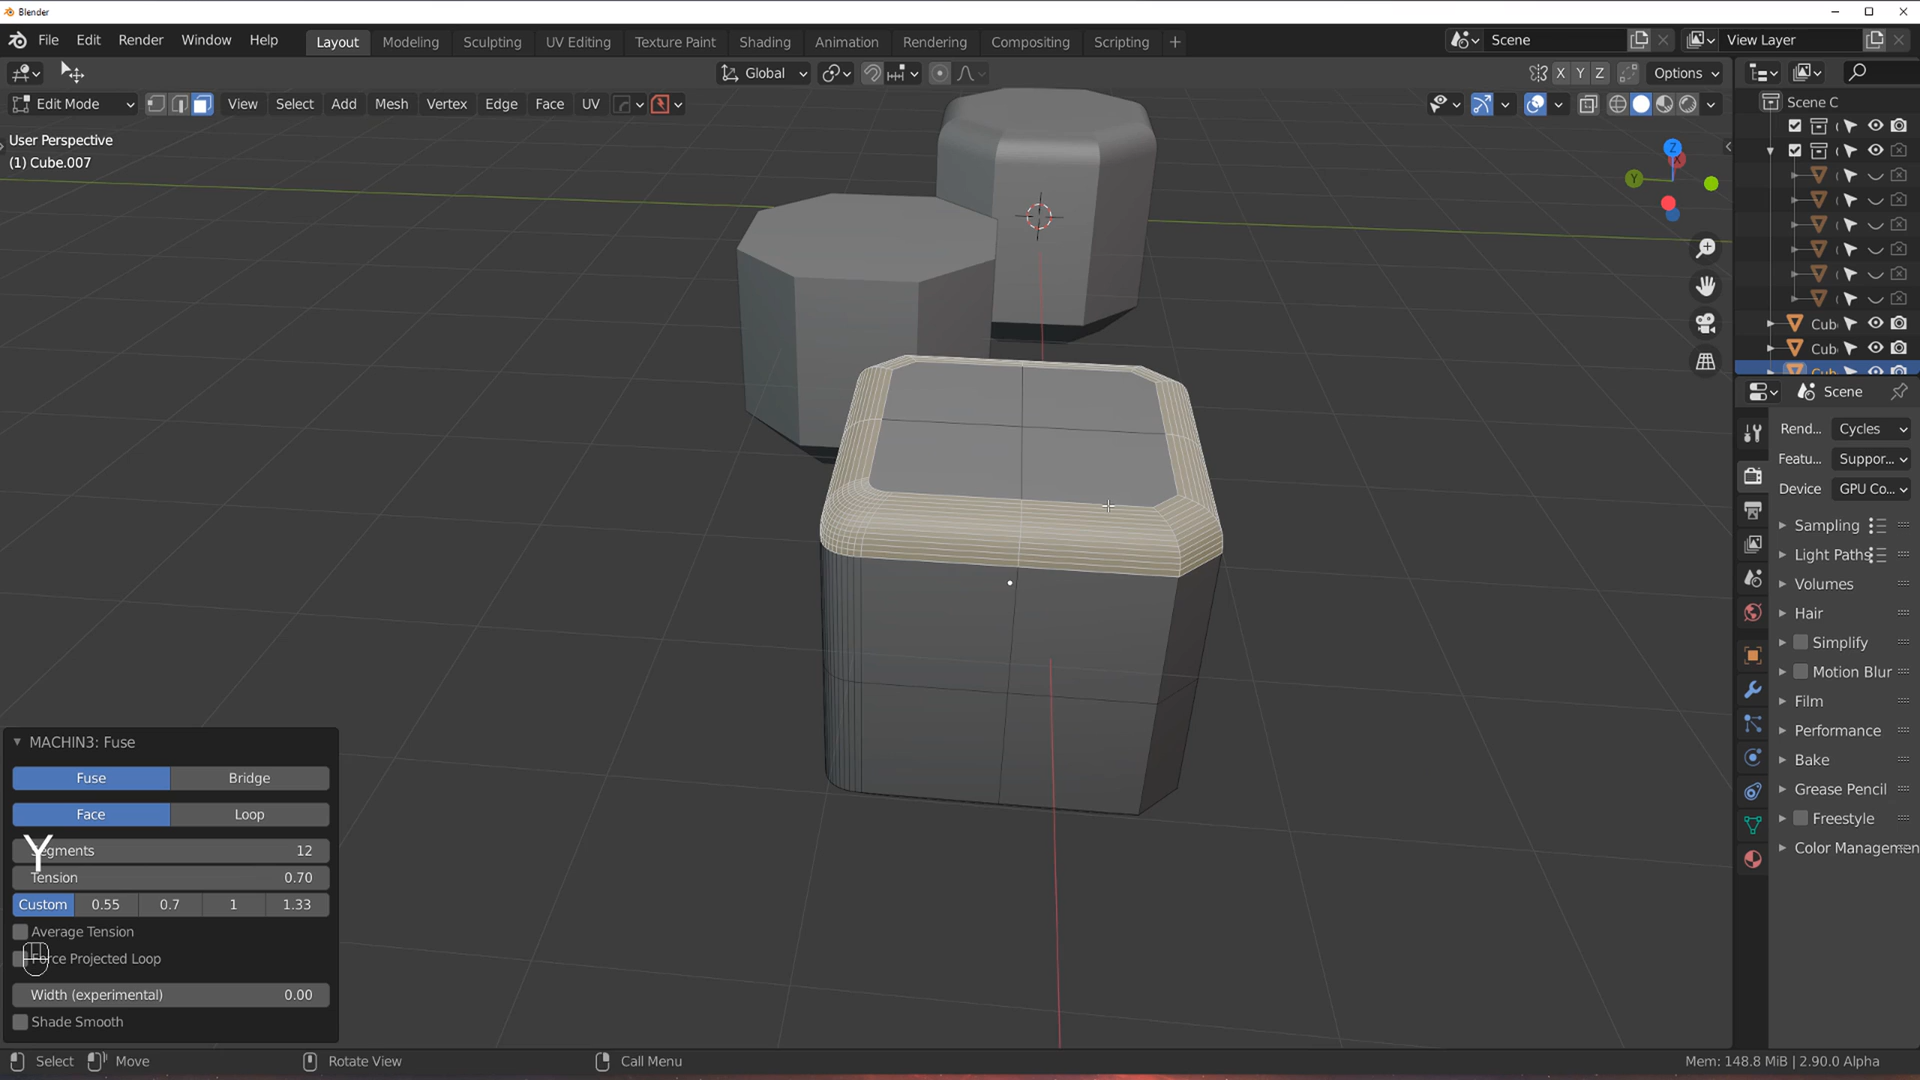 Blender
File Edit Render Window Help Layout Modeling Sculpting UV Editing Texture Paint Shading Animation Rendering Compositing Scripting + Scene View Layer
Global X Y Z Options
Edit Mode View Select Add Mesh Vertex Edge Face UV
Scene C
User Perspective
(1) Cube.007
Z
X
Y
Cub
Cub
Cub
Scene
Rend... Cycles
Featu... Suppor...
Device GPU Co...
Sampling
Light Paths
Volumes
Hair
Simplify
Motion Blur
Film
Performance
Bake
Grease Pencil
Freestyle
Color Managemen
MACHIN3: Fuse
Fuse Bridge
Face Loop
Y
Segments 12
Tension 0.70
Custom 0.55 0.7 1 1.33
Average Tension
Force Projected Loop
Width (experimental) 0.00
Shade Smooth
Select Move Rotate View Call Menu Mem: 148.8 MiB | 2.90.0 Alpha